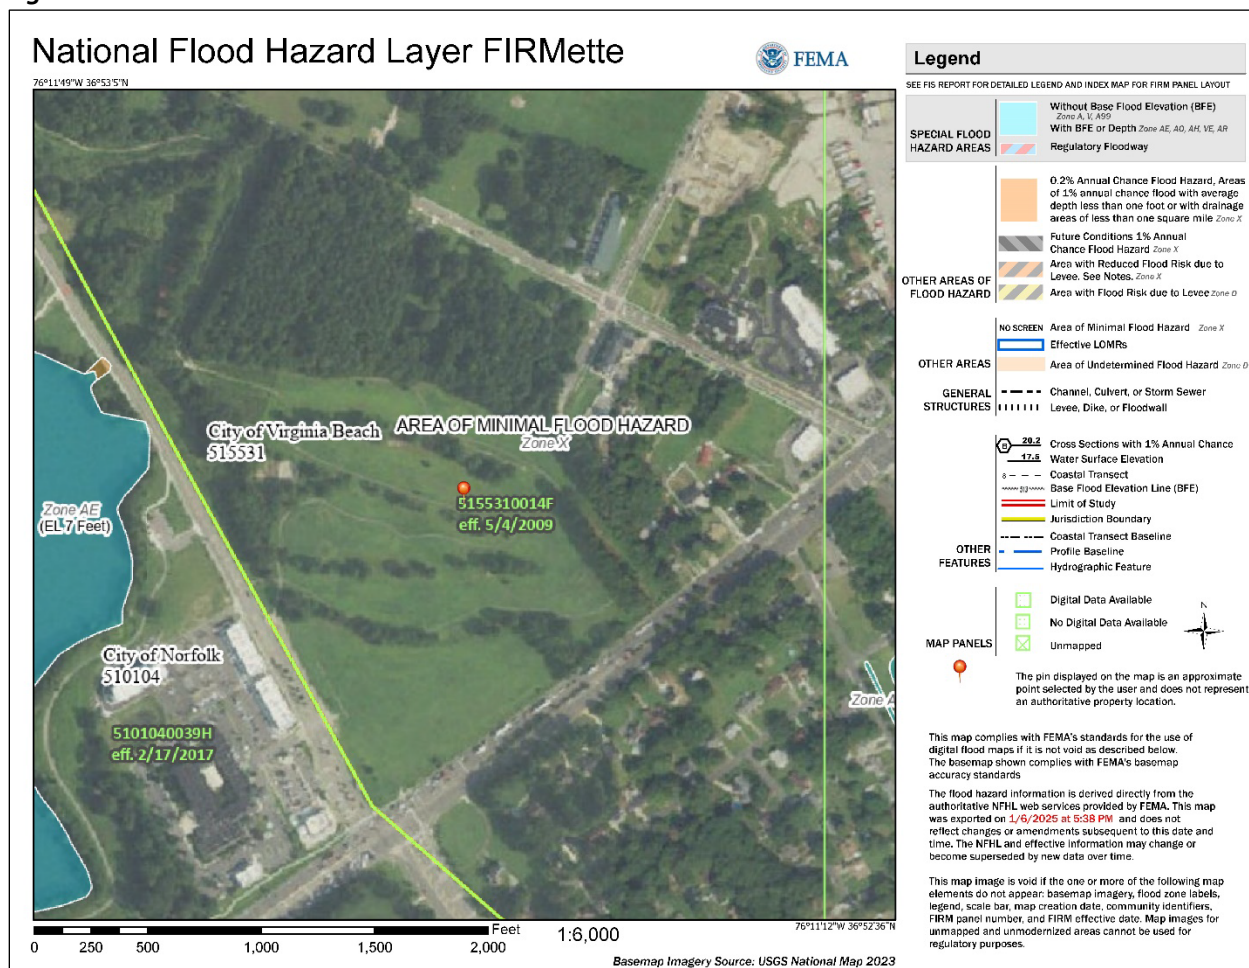 National Flood Hazard Layer FIRMette
FEMA
76°11'49"W 36°53'5"N
City of Virginia Beach
515531
AREA OF MINIMAL FLOOD HAZARD
Zone X
5155310014F
eff. 5/4/2009
Zone AE
(EL 7 Feet)
City of Norfolk
510104
5101040039H
eff. 2/17/2017
Zone A
0 250 500 1,000 1,500 2,000
Feet
1:6,000
76°11'12"W 36°52'36"N
Basemap Imagery Source: USGS National Map 2023
Legend
SEE FIS REPORT FOR DETAILED LEGEND AND INDEX MAP FOR FIRM PANEL LAYOUT
SPECIAL FLOOD
HAZARD AREAS
Without Base Flood Elevation (BFE)
Zone A, V, A99
With BFE or Depth Zone AE, AO, AH, VE, AR
Regulatory Floodway
OTHER AREAS OF
FLOOD HAZARD
0.2% Annual Chance Flood Hazard, Areas
of 1% annual chance flood with average
depth less than one foot or with drainage
areas of less than one square mile Zone X
Future Conditions 1% Annual
Chance Flood Hazard Zone X
Area with Reduced Flood Risk due to
Levee. See Notes. Zone X
Area with Flood Risk due to Levee Zone D
OTHER AREAS
NO SCREEN Area of Minimal Flood Hazard Zone X
Effective LOMRs
Area of Undetermined Flood Hazard Zone D
GENERAL
STRUCTURES
Channel, Culvert, or Storm Sewer
Levee, Dike, or Floodwall
OTHER
FEATURES
B 20.2 Cross Sections with 1% Annual Chance
17.5 Water Surface Elevation
8 Coastal Transect
513 Base Flood Elevation Line (BFE)
Limit of Study
Jurisdiction Boundary
Coastal Transect Baseline
Profile Baseline
Hydrographic Feature
MAP PANELS
Digital Data Available
No Digital Data Available
Unmapped
N
The pin displayed on the map is an approximate
point selected by the user and does not represent
an authoritative property location.
This map complies with FEMA's standards for the use of
digital flood maps if it is not void as described below.
The basemap shown complies with FEMA's basemap
accuracy standards
The flood hazard information is derived directly from the
authoritative NFHL web services provided by FEMA. This map
was exported on 1/6/2025 at 5:38 PM and does not
reflect changes or amendments subsequent to this date and
time. The NFHL and effective information may change or
become superseded by new data over time.
This map image is void if the one or more of the following map
elements do not appear: basemap imagery, flood zone labels,
legend, scale bar, map creation date, community identifiers,
FIRM panel number, and FIRM effective date. Map images for
unmapped and unmodernized areas cannot be used for
regulatory purposes.